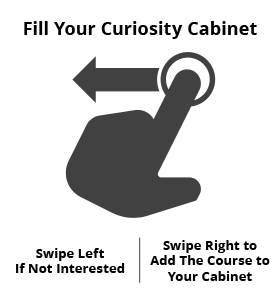 Fill Your Curiosity Cabinet
Swipe Left
If Not Interested
Swipe Right to
Add The Course to
Your Cabinet